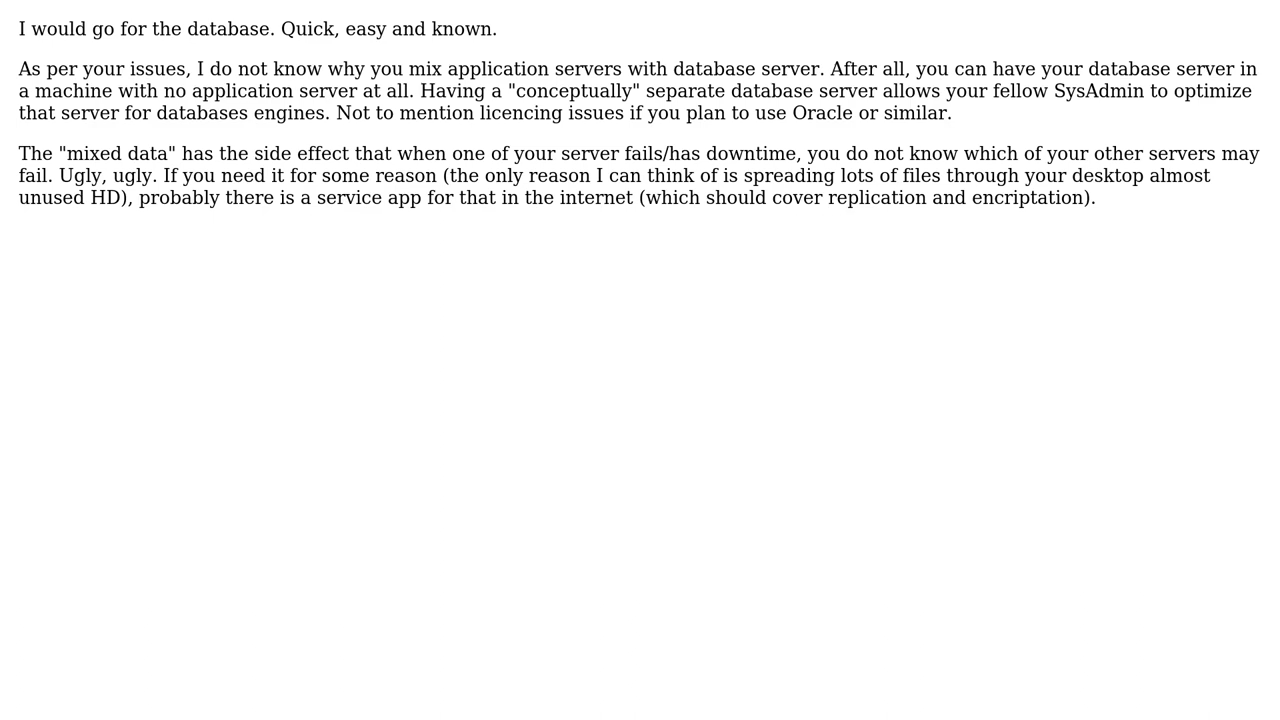 I would go for the database. Quick, easy and known.
As per your issues, I do not know why you mix application servers with database server. After all, you can have your database server in
a machine with no application server at all. Having a "conceptually" separate database server allows your fellow SysAdmin to optimize
that server for databases engines. Not to mention licencing issues if you plan to use Oracle or similar.
The "mixed data" has the side effect that when one of your server fails/has downtime, you do not know which of your other servers may
fail. Ugly, ugly. If you need it for some reason (the only reason I can think of is spreading lots of files through your desktop almost
unused HD), probably there is a service app for that in the internet (which should cover replication and encriptation).